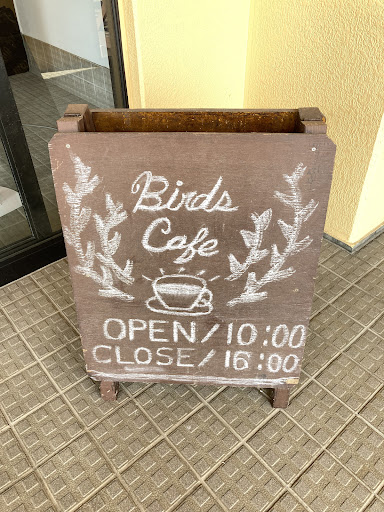 Birds
Cafe
OPEN/10:00
CLOSE/16:00